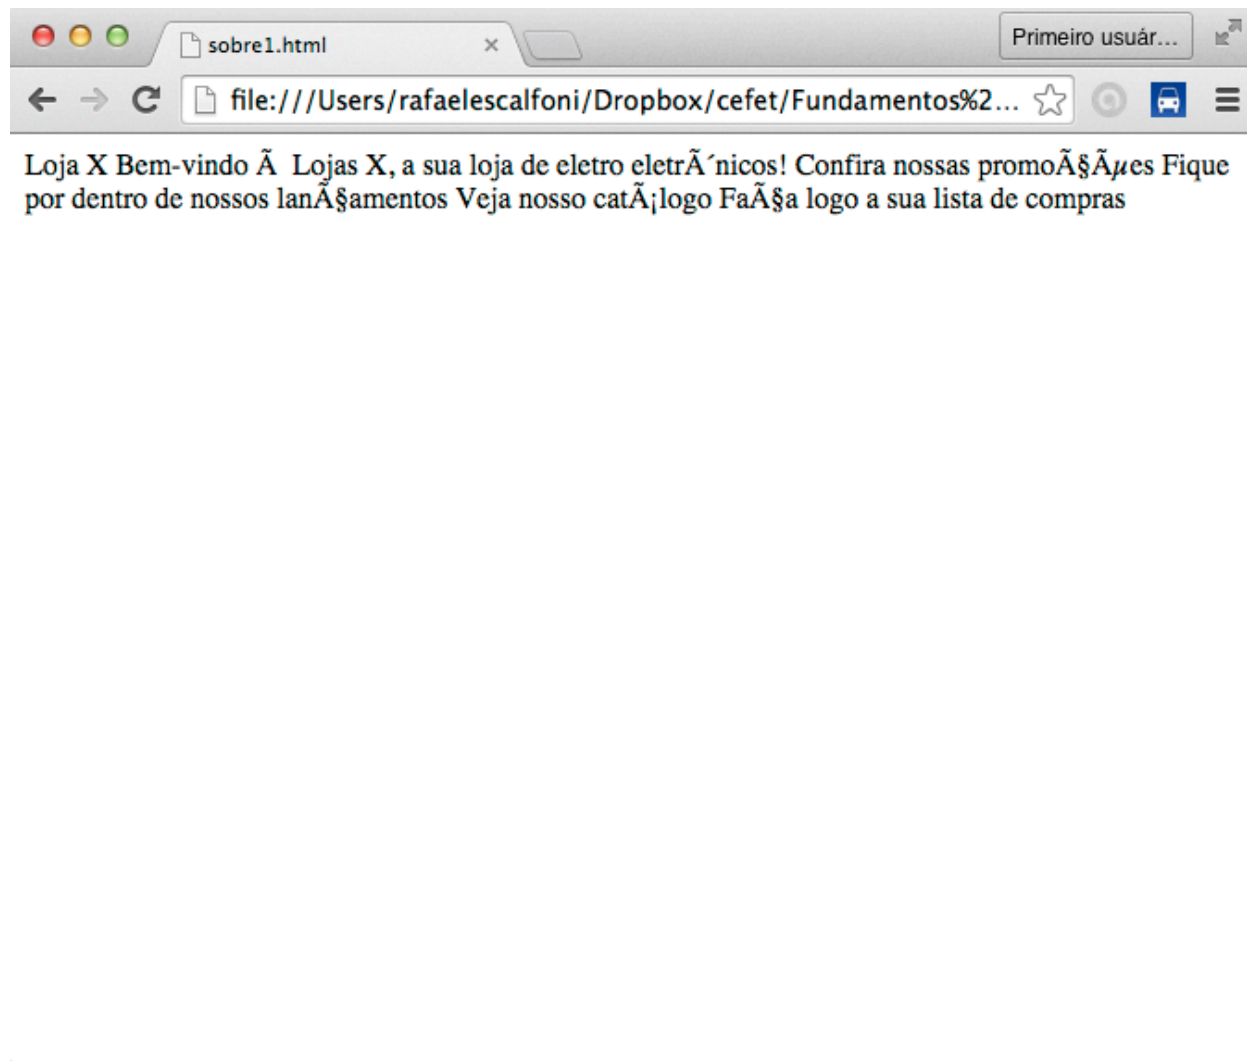 sobre1.html
Primeiro usuár...
file:///Users/rafaelescalfoni/Dropbox/cefet/Fundamentos%2...
Loja X Bem-vindo Ã  Lojas X, a sua loja de eletro eletrÃ´nicos! Confira nossas promoÃ§Ãµes Fique
por dentro de nossos lanÃ§amentos Veja nosso catÃ¡logo FaÃ§a logo a sua lista de compras